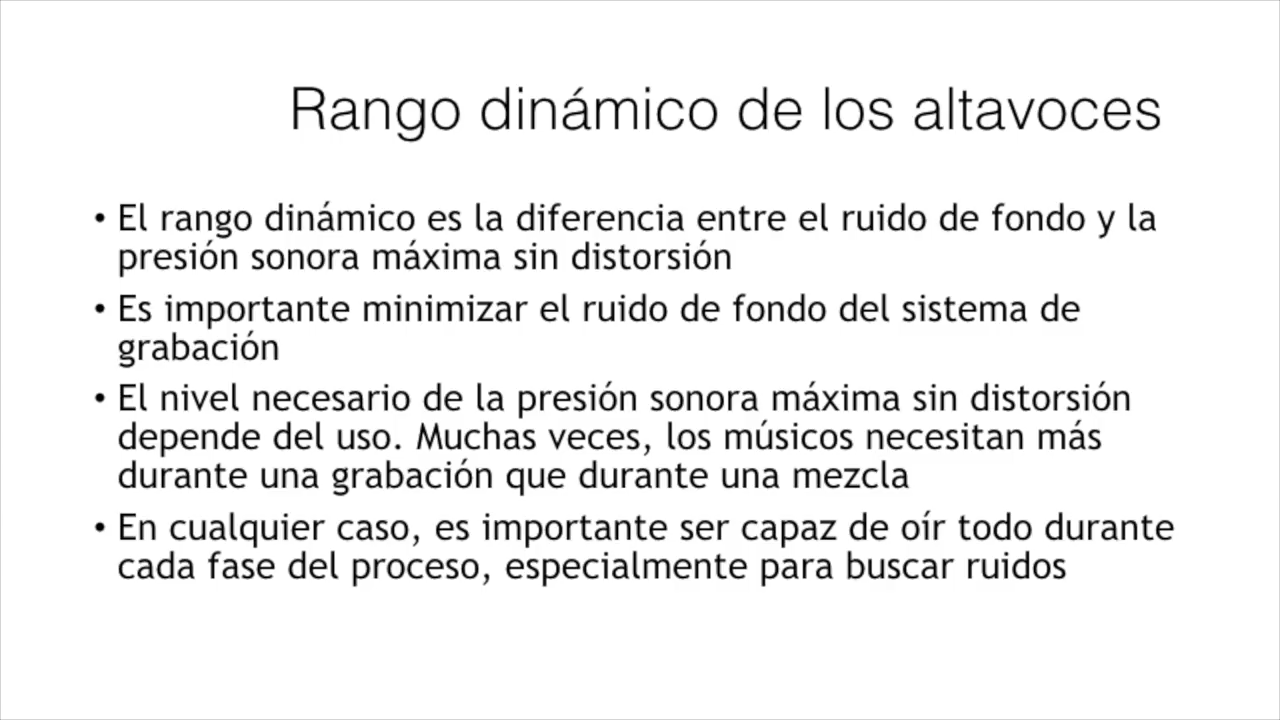 Rango dinámico de los altavoces
• El rango dinámico es la diferencia entre el ruido de fondo y la
presión sonora máxima sin distorsión
• Es importante minimizar el ruido de fondo del sistema de
grabación
• El nivel necesario de la presión sonora máxima sin distorsión
depende del uso. Muchas veces, los músicos necesitan más
durante una grabación que durante una mezcla
• En cualquier caso, es importante ser capaz de oír todo durante
cada fase del proceso, especialmente para buscar ruidos